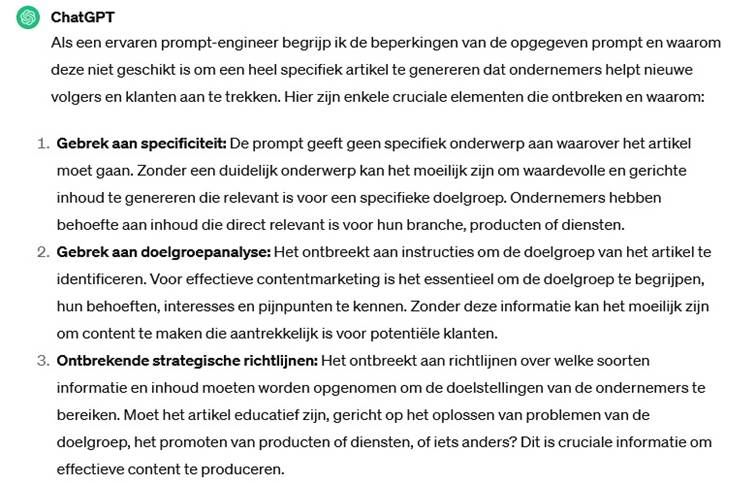 ChatGPT
Als een ervaren prompt-engineer begrijp ik de beperkingen van de opgegeven prompt en waarom
deze niet geschikt is om een heel specifiek artikel te genereren dat ondernemers helpt nieuwe
volgers en klanten aan te trekken. Hier zijn enkele cruciale elementen die ontbreken en waarom:
1. Gebrek aan specificiteit: De prompt geeft geen specifiek onderwerp aan waarover het artikel
moet gaan. Zonder een duidelijk onderwerp kan het moeilijk zijn om waardevolle en gerichte
inhoud te genereren die relevant is voor een specifieke doelgroep. Ondernemers hebben
behoefte aan inhoud die direct relevant is voor hun branche, producten of diensten.
2. Gebrek aan doelgroepanalyse: Het ontbreekt aan instructies om de doelgroep van het artikel te
identificeren. Voor effectieve contentmarketing is het essentieel om de doelgroep te begrijpen,
hun behoeften, interesses en pijnpunten te kennen. Zonder deze informatie kan het moeilijk zijn
om content te maken die aantrekkelijk is voor potentiële klanten.
3. Ontbrekende strategische richtlijnen: Het ontbreekt aan richtlijnen over welke soorten
informatie en inhoud moeten worden opgenomen om de doelstellingen van de ondernemers te
bereiken. Moet het artikel educatief zijn, gericht op het oplossen van problemen van de
doelgroep, het promoten van producten of diensten, of iets anders? Dit is cruciale informatie om
effectieve content te produceren.